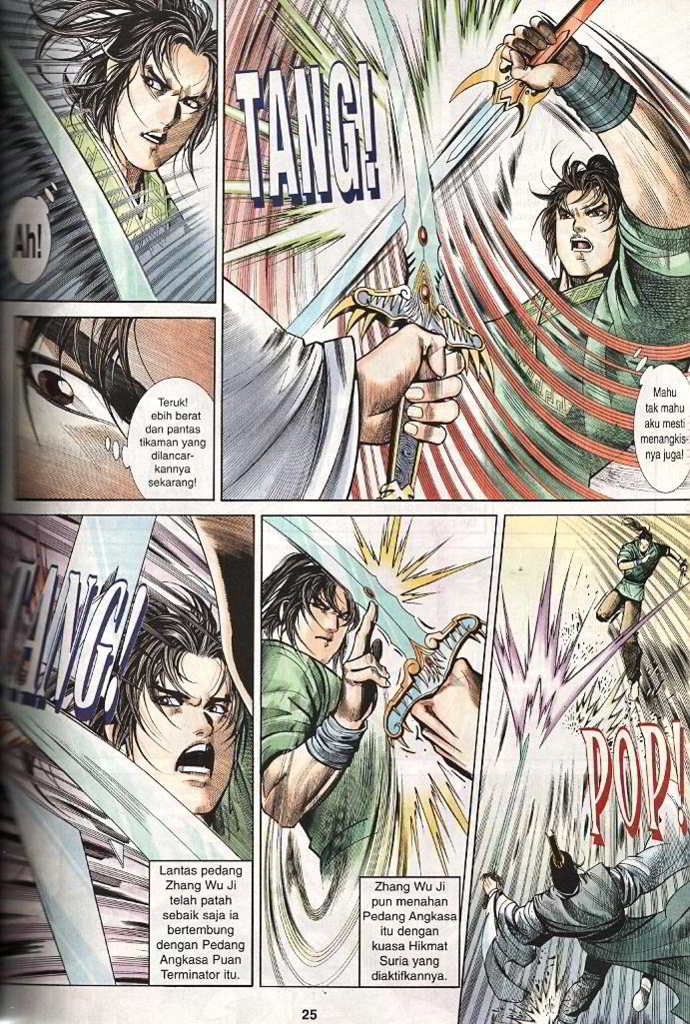 Ah!
TANG!
Teruk!
ebih berat
dan pantas
tikaman yang
dilancar-
kannya
sekarang!
Mahu
tak mahu
aku mesti
menangkis-
nya juga!
TANG!
POP!
Lantas pedang
Zhang Wu Ji
telah patah
sebaik saja ia
bertembung
dengan Pedang
Angkasa Puan
Terminator itu.
Zhang Wu Ji
pun menahan
Pedang Angkasa
itu dengan
kuasa Hikmat
Suria yang
diaktifkannya.
25